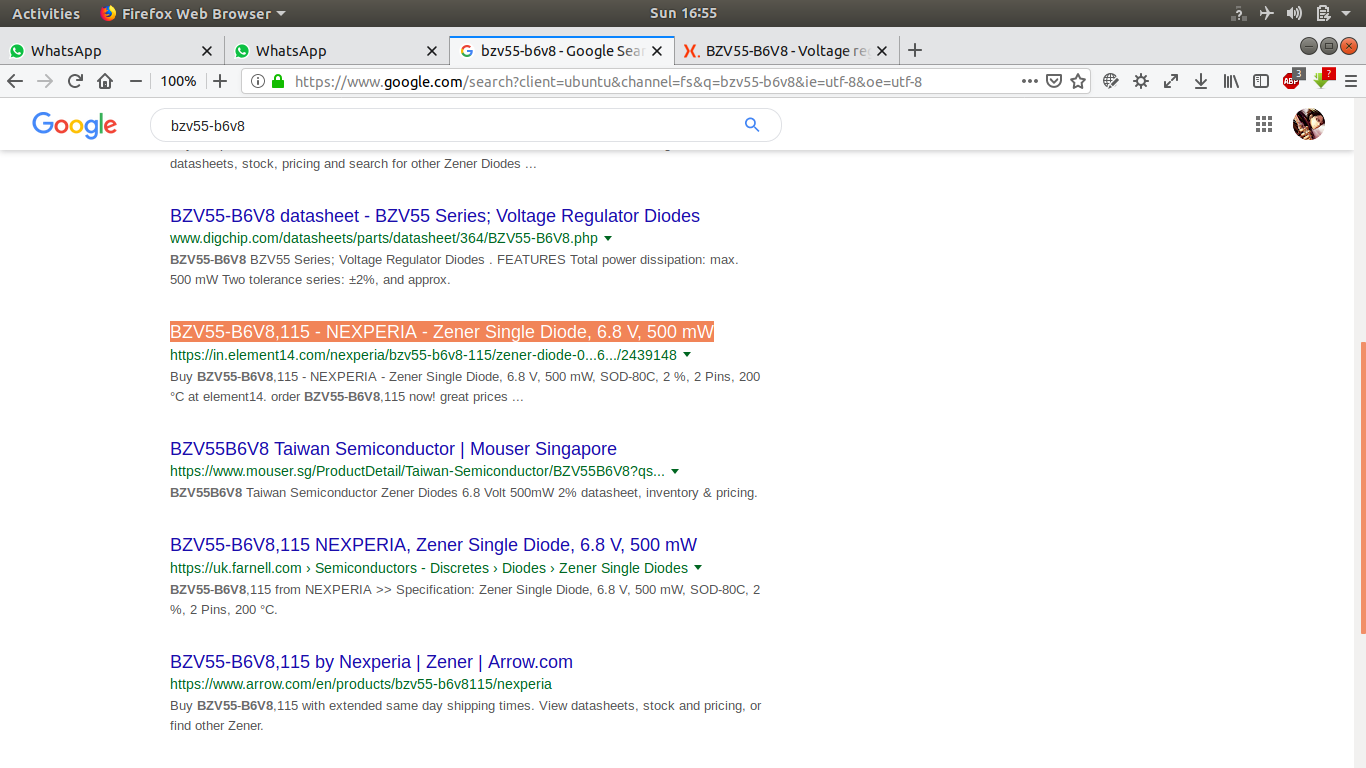 Activities Firefox Web Browser Sun 16:55
WhatsApp WhatsApp bzv55-b6v8 - Google Sea BZV55-B6V8 - Voltage re
100% https://www.google.com/search?client=ubuntu&channel=fs&q=bzv55-b6v8&ie=utf-8&oe=utf-8 ABP 3 ?
Google bzv55-b6v8
datasheets, stock, pricing and search for other Zener Diodes ...
BZV55-B6V8 datasheet - BZV55 Series; Voltage Regulator Diodes
www.digchip.com/datasheets/parts/datasheet/364/BZV55-B6V8.php
BZV55-B6V8 BZV55 Series; Voltage Regulator Diodes . FEATURES Total power dissipation: max.
500 mW Two tolerance series: ±2%, and approx.
BZV55-B6V8,115 - NEXPERIA - Zener Single Diode, 6.8 V, 500 mW
https://in.element14.com/nexperia/bzv55-b6v8-115/zener-diode-0...6.../2439148
Buy BZV55-B6V8,115 - NEXPERIA - Zener Single Diode, 6.8 V, 500 mW, SOD-80C, 2 %, 2 Pins, 200
°C at element14. order BZV55-B6V8,115 now! great prices ...
BZV55B6V8 Taiwan Semiconductor | Mouser Singapore
https://www.mouser.sg/ProductDetail/Taiwan-Semiconductor/BZV55B6V8?qs...
BZV55B6V8 Taiwan Semiconductor Zener Diodes 6.8 Volt 500mW 2% datasheet, inventory & pricing.
BZV55-B6V8,115 NEXPERIA, Zener Single Diode, 6.8 V, 500 mW
https://uk.farnell.com › Semiconductors - Discretes › Diodes › Zener Single Diodes
BZV55-B6V8,115 from NEXPERIA >> Specification: Zener Single Diode, 6.8 V, 500 mW, SOD-80C, 2
%, 2 Pins, 200 °C.
BZV55-B6V8,115 by Nexperia | Zener | Arrow.com
https://www.arrow.com/en/products/bzv55-b6v8115/nexperia
Buy BZV55-B6V8,115 with extended same day shipping times. View datasheets, stock and pricing, or
find other Zener.